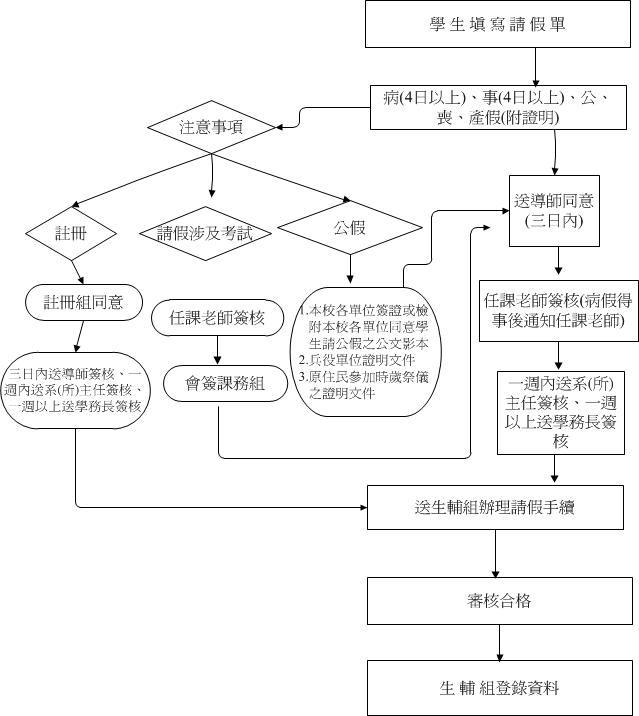 學生填寫請假單
病(4日以上)、事(4日以上)、公、
喪、產假(附證明)
注意事項
送導師同意
(三日內)
註冊
請假涉及考試
公假
註冊組同意
任課老師簽核
1.本校各單位簽證或檢
附本校各單位同意學
生請公假之公文影本
2.兵役單位證明文件
3.原住民參加時歲祭儀
之證明文件
任課老師簽核(病假得
事後通知任課老師)
三日內送導師簽核、一
週內送系(所)主任簽核、
一週以上送學務長簽核
會簽課務組
一週內送系(所)
主任簽核、一週
以上送學務長簽
核
送生輔組辦理請假手續
審核合格
生輔組登錄資料